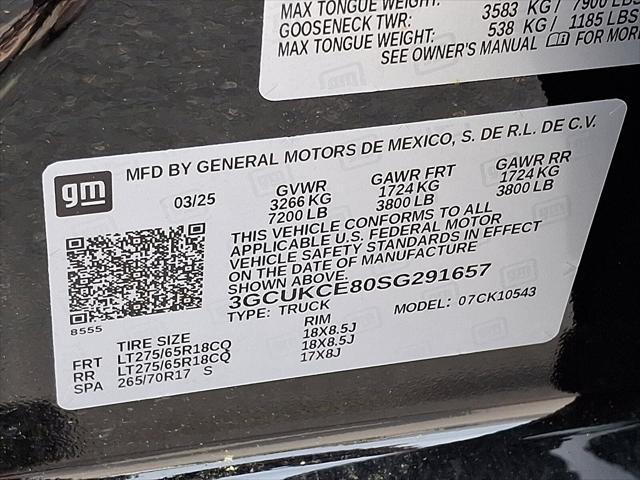 MAX TONGUE WEIGHT: 3583 KG / 7900 LBS
GOOSENECK TWR: 538 KG / 1185 LBS
MAX TONGUE WEIGHT:
SEE OWNER'S MANUAL FOR MORE
MFD BY GENERAL MOTORS DE MEXICO, S. DE R.L. DE C.V.
gm
03/25 GVWR GAWR FRT GAWR RR
3266 KG 1724 KG 1724 KG
7200 LB 3800 LB 3800 LB
THIS VEHICLE CONFORMS TO ALL
APPLICABLE U.S. FEDERAL MOTOR
VEHICLE SAFETY STANDARDS IN EFFECT
ON THE DATE OF MANUFACTURE
SHOWN ABOVE.
3GCUKCE80SG291657
TYPE: TRUCK MODEL: 07CK10543
8555
TIRE SIZE RIM
FRT LT275/65R18CQ 18X8.5J
RR LT275/65R18CQ 18X8.5J
SPA 265/70R17 S 17X8J